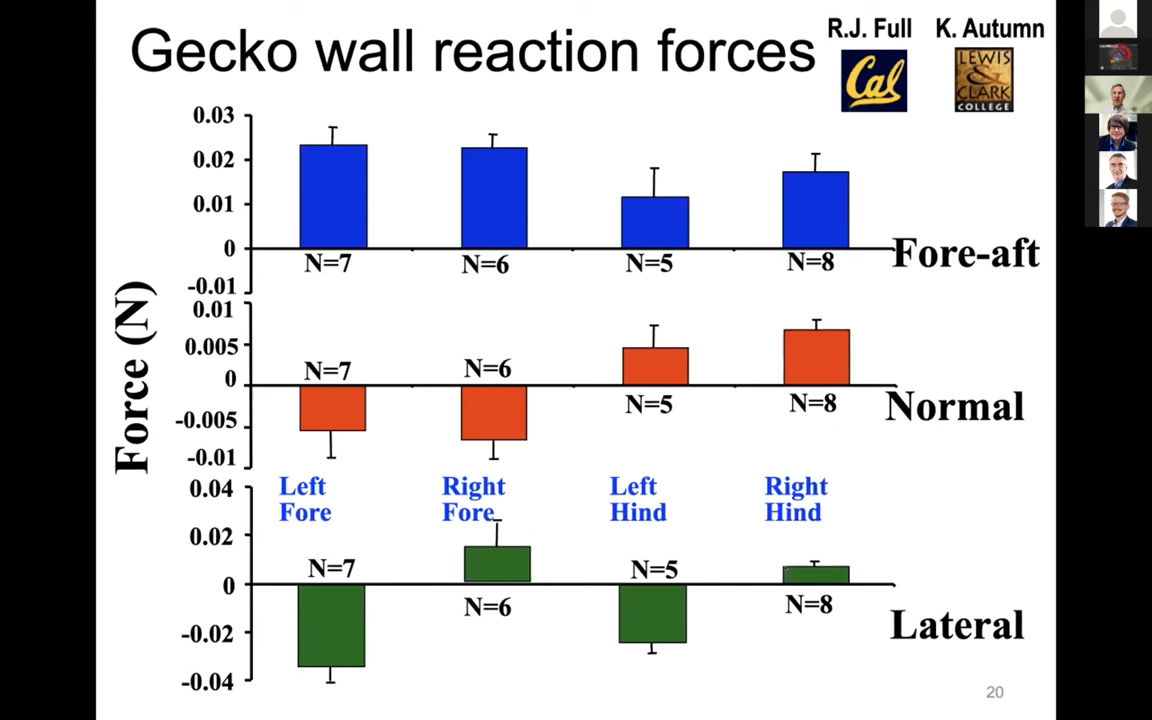 Gecko wall reaction forces
R.J. Full
K. Autumn
Cal
LEWIS
&
CLARK
COLLEGE
Force (N)
0.03
0.02
0.01
0
-0.01
N=7
N=6
N=5
N=8
Fore-aft
0.01
0.005
0
-0.005
-0.01
N=7
N=6
N=5
N=8
Normal
Left
Fore
Right
Fore
Left
Hind
Right
Hind
0.04
0.02
0
-0.02
-0.04
N=7
N=6
N=5
N=8
Lateral
20